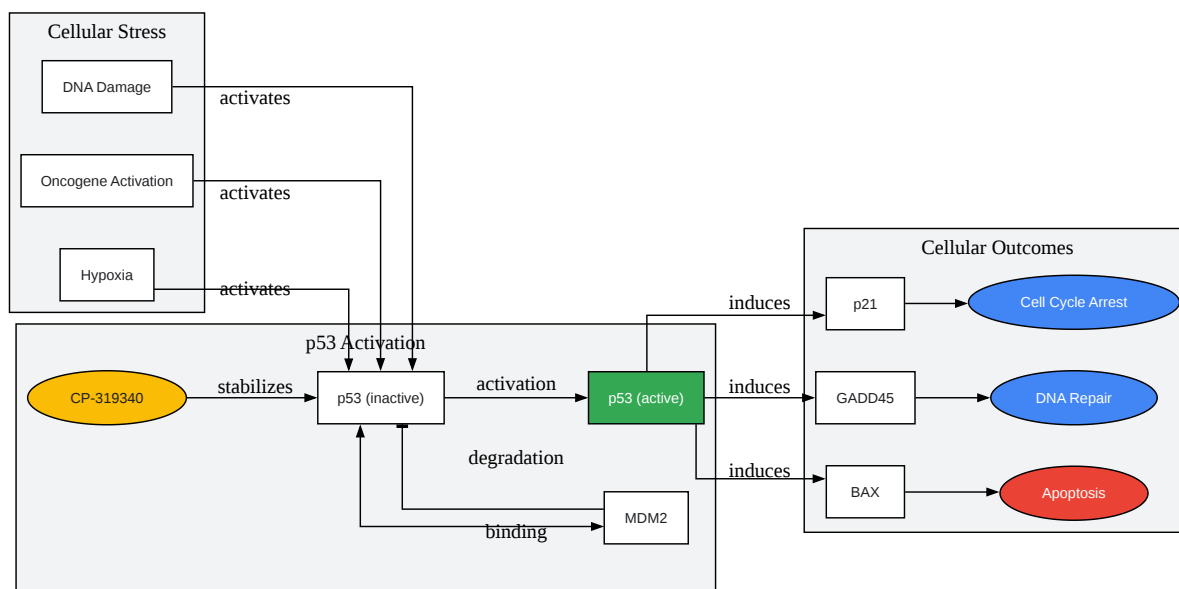 Cellular Stress
DNA Damage
activates
Oncogene Activation
activates
Hypoxia
activates
p53 Activation
CP-319340
stabilizes
p53 (inactive)
activation
p53 (active)
degradation
MDM2
binding
Cellular Outcomes
induces
p21
Cell Cycle Arrest
induces
GADD45
DNA Repair
induces
BAX
Apoptosis